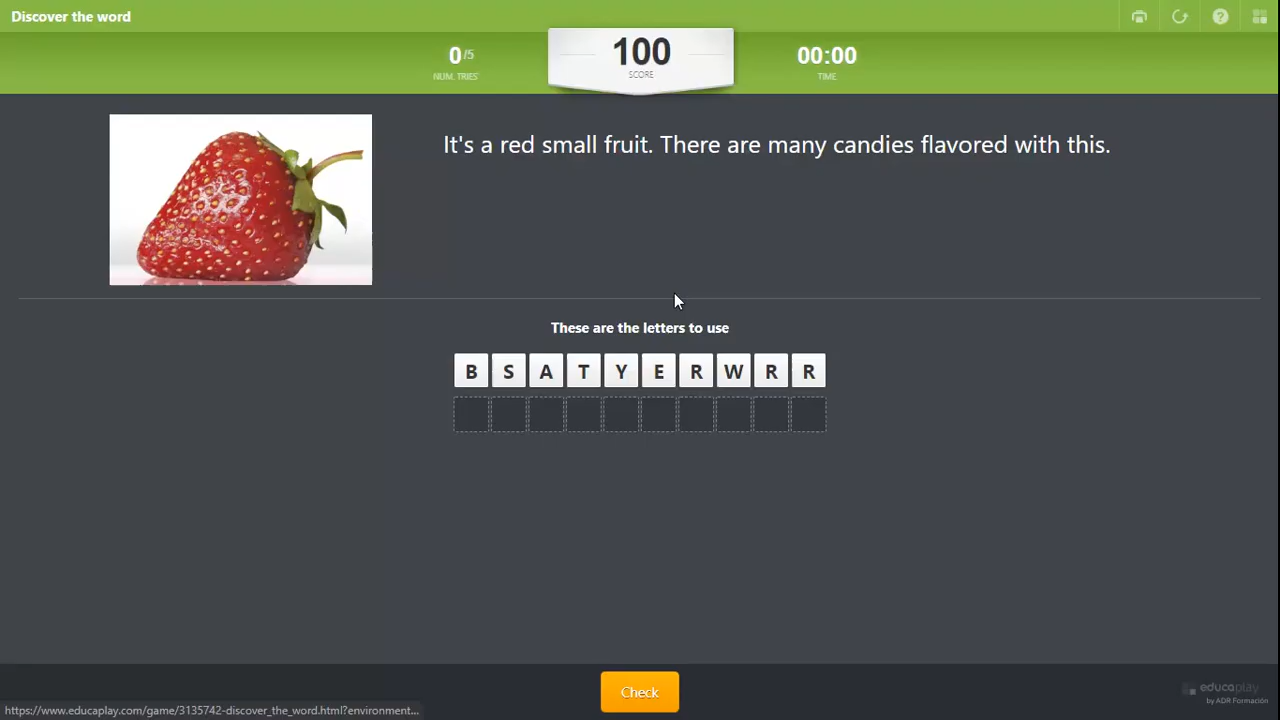 Discover the word
0/5
NUM. TRIES
100
SCORE
00:00
TIME
It's a red small fruit. There are many candies flavored with this.
These are the letters to use
B S A T Y E R W R R
Check
educaplay
by ADR Formación
https://www.educaplay.com/game/3135742-discover_the_word.html?environment...